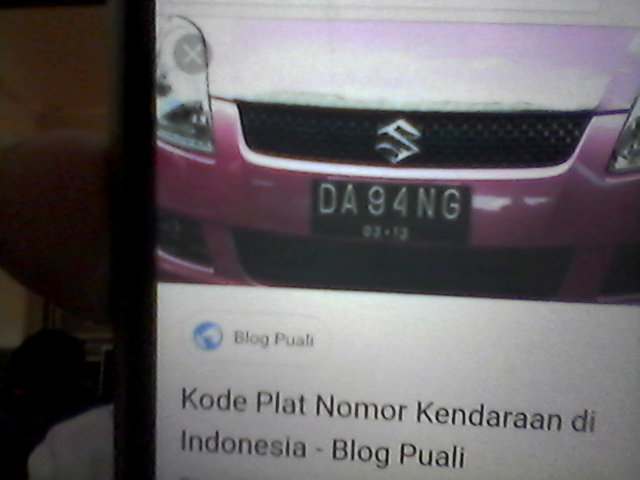 DA 94 NG
03 • 13
Blog Puali
Kode Plat Nomor Kendaraan di
Indonesia - Blog Puali